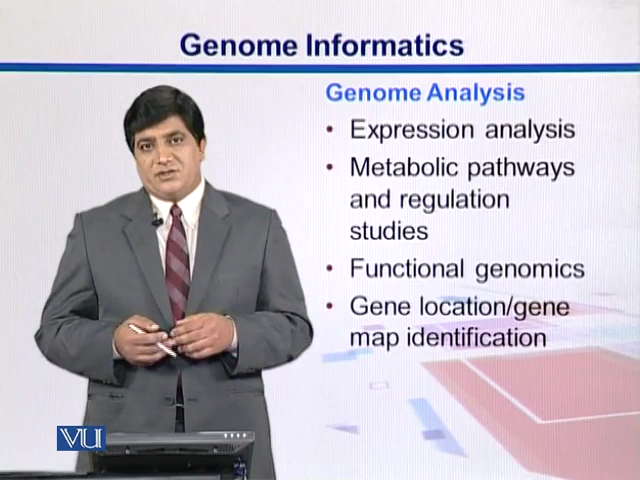 Genome Informatics
Genome Analysis
• Expression analysis
• Metabolic pathways
and regulation
studies
• Functional genomics
• Gene location/gene
map identification
VU